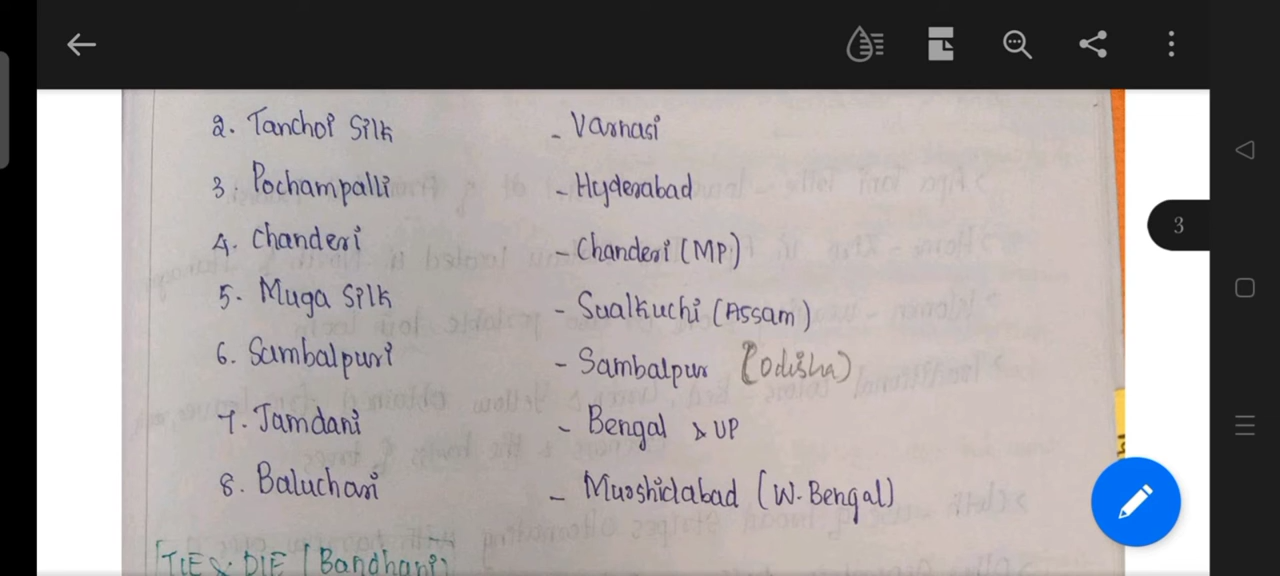 3
2. Tanchoi Silk - Varnasi
3. Pochampalli - Hyderabad
4. Chanderi - Chanderi (MP)
5. Muga Silk - Sualkuchi (Assam)
6. Sambalpuri - Sambalpur (Odisha)
7. Jamdani - Bengal & UP
8. Baluchari - Murshidabad (W. Bengal)
TIE & DIE (Bandhani)